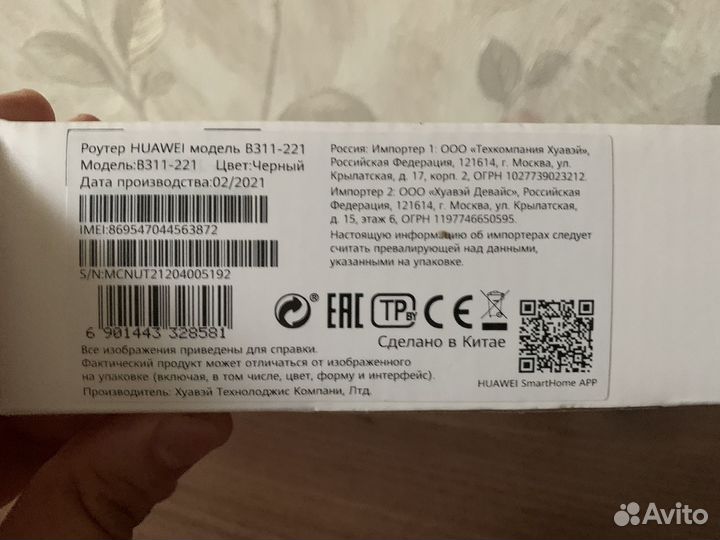 Роутер HUAWEI модель B311-221
Модель:B311-221 Цвет:Черный
Дата производства:02/2021
IMEI:869547044563872
S/N:MCNUT21204005192
6 901443 328581
Россия: Импортер 1: ООО «Техкомпания Хуавэй»,
Российская Федерация, 121614, г. Москва, ул.
Крылатская, д. 17, корп. 2, ОГРН 1027739023212.
Импортер 2: ООО «Хуавэй Девайс», Российская
Федерация, 121614, г. Москва, ул. Крылатская,
д. 15, этаж 6, ОГРН 1197746650595.
Настоящую информацию об импортерах следует
считать превалирующей над данными,
указанными на упаковке.
® EAC TP BY CE
Сделано в Китае
Все изображения приведены для справки.
Фактический продукт может отличаться от изображенного
на упаковке (включая, в том числе, цвет, форму и интерфейс).
Производитель: Хуавэй Технолоджис Компани, Лтд.
HUAWEI SmartHome APP
Avito